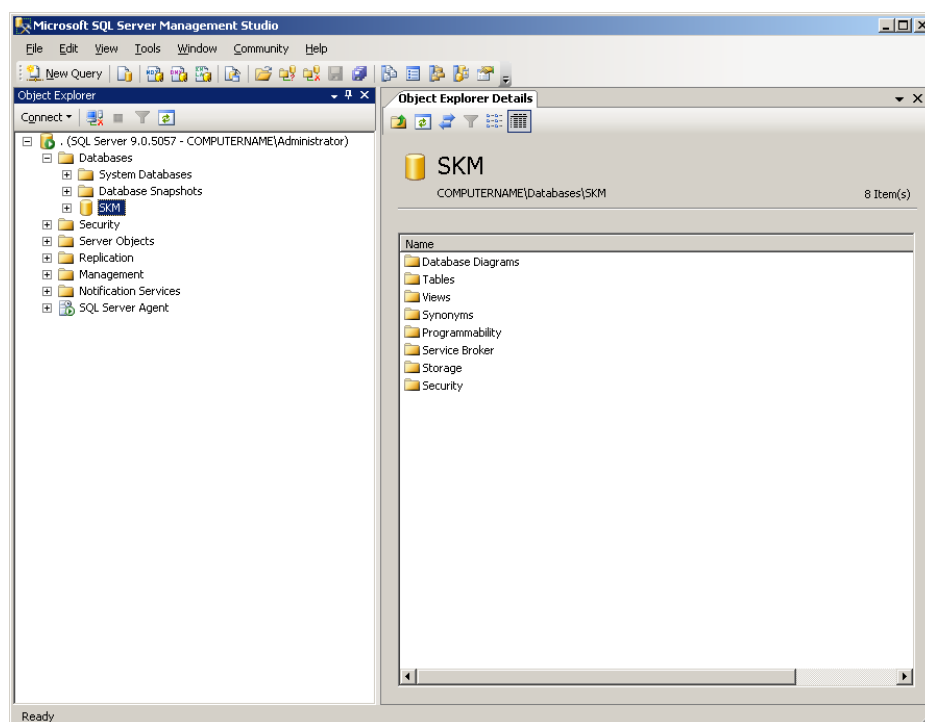 Microsoft SQL Server Management Studio
File Edit View Tools Window Community Help
New Query
Object Explorer
Connect
. (SQL Server 9.0.5057 - COMPUTERNAME\Administrator)
Databases
System Databases
Database Snapshots
SKM
Security
Server Objects
Replication
Management
Notification Services
SQL Server Agent
Object Explorer Details
SKM
COMPUTERNAME\Databases\SKM
8 Item(s)
Name
Database Diagrams
Tables
Views
Synonyms
Programmability
Service Broker
Storage
Security
Ready